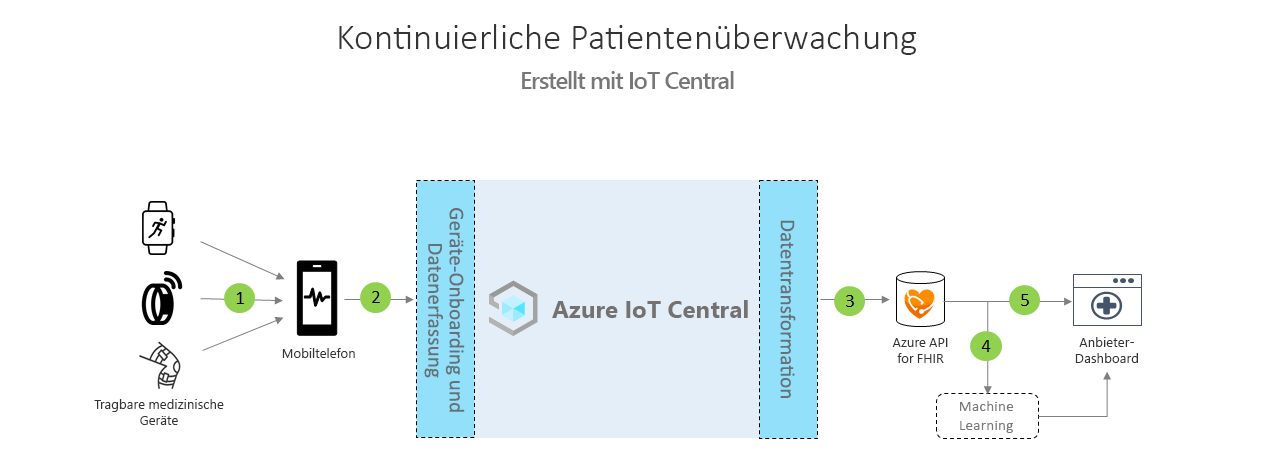 Kontinuierliche Patientenüberwachung
Erstellt mit IoT Central
1
Tragbare medizinische
Geräte
Mobiltelefon
2
Geräte-Onboarding und
Datenerfassung
Azure IoT Central
Datentransformation
3
Azure API
for FHIR
4
5
Machine
Learning
Anbieter-
Dashboard